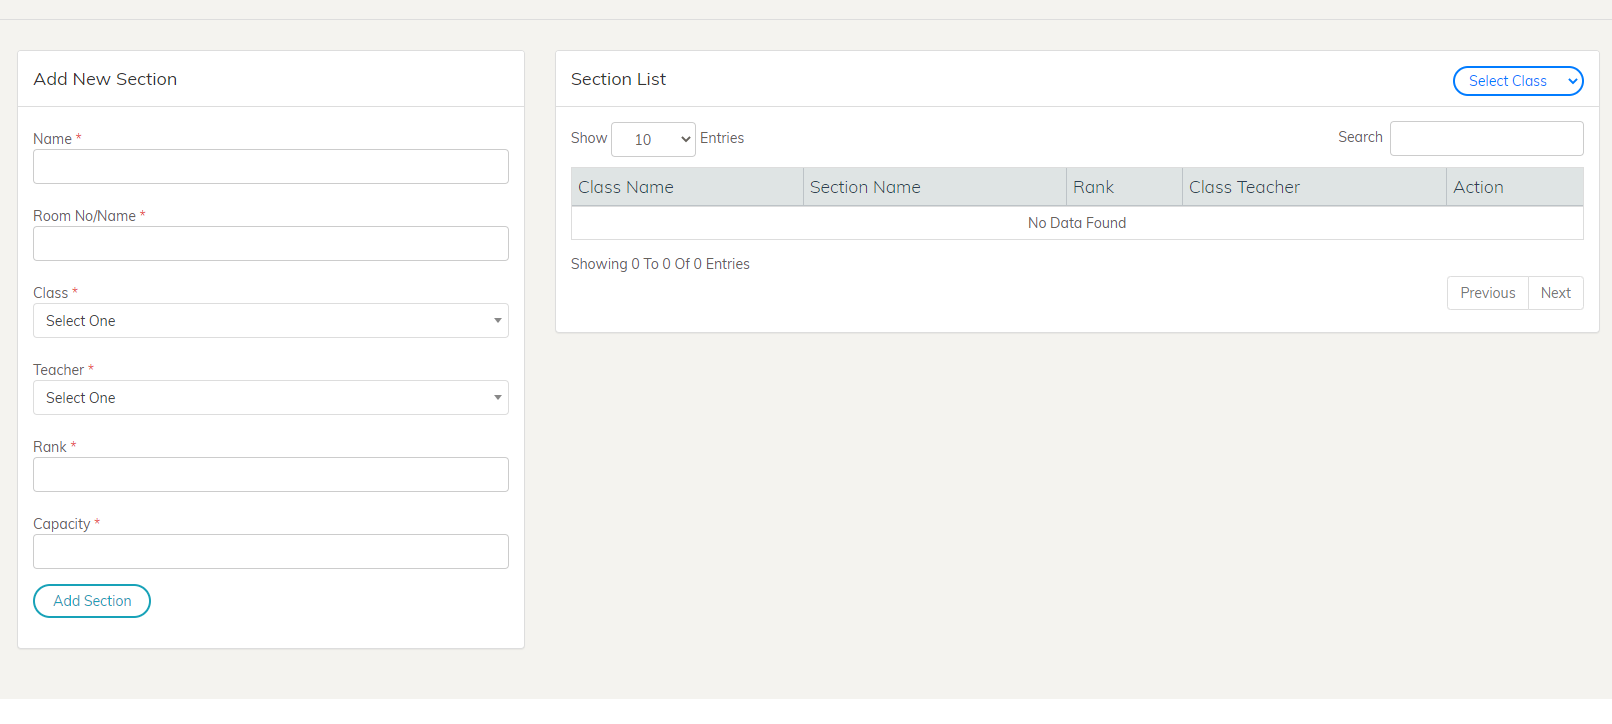 Add New Section
Name *
Room No/Name *
Class *
Select One
Teacher *
Select One
Rank *
Capacity *
Add Section
Section List
Select Class
Show 10 Entries
Search
Class Name Section Name Rank Class Teacher Action
No Data Found
Showing 0 To 0 Of 0 Entries
Previous Next